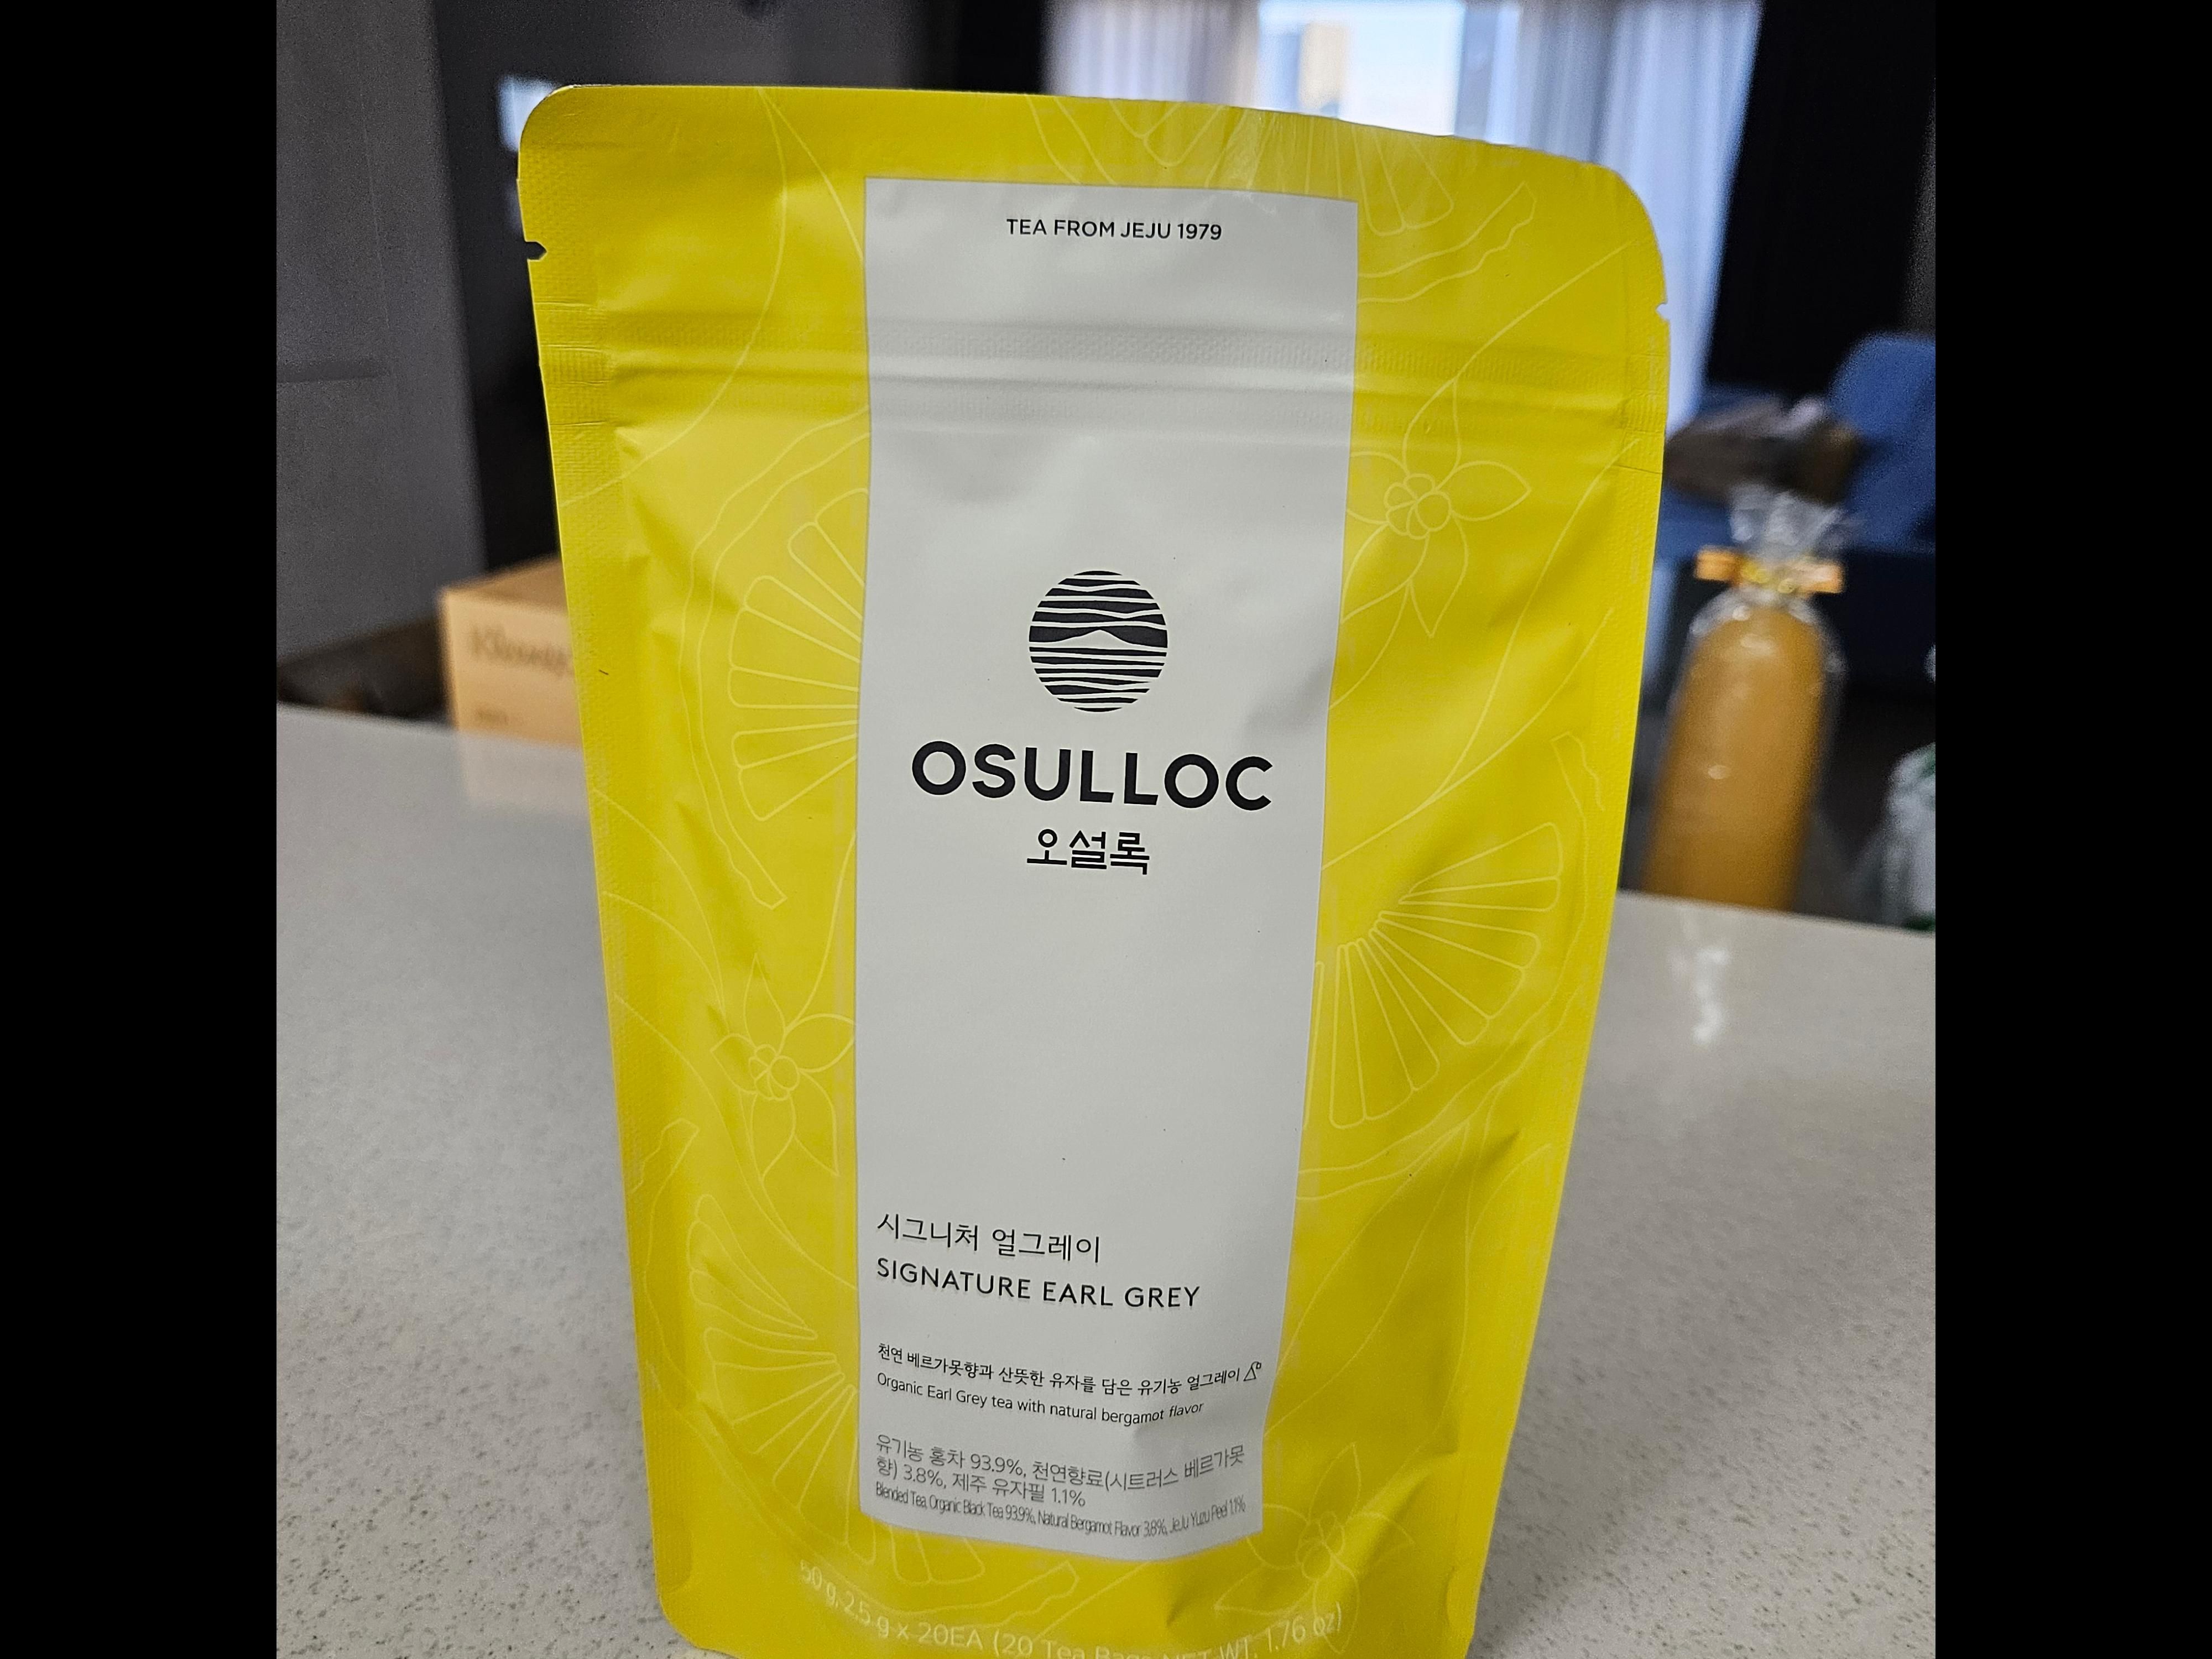 TEA FROM JEJU 1979
OSULLOC
오설록
시그니처 얼그레이
SIGNATURE EARL GREY
천연 베르가못향과 산뜻한 유자를 담은 유기농 얼그레이
Organic Earl Grey tea with natural bergamot flavor
유기농 홍차 93.9%, 천연향료(시트러스 베르가못
향) 3.8%, 제주 유자필 1.1%
Blended Tea, Organic Black Tea 93.9%, Natural Bergamot Flavor 3.8%, JeJu Yuzu Peel 1.1%
50 g, 2.5 g x 20EA (20 Tea Bags NET WT. 1.76 oz)
Kleenex